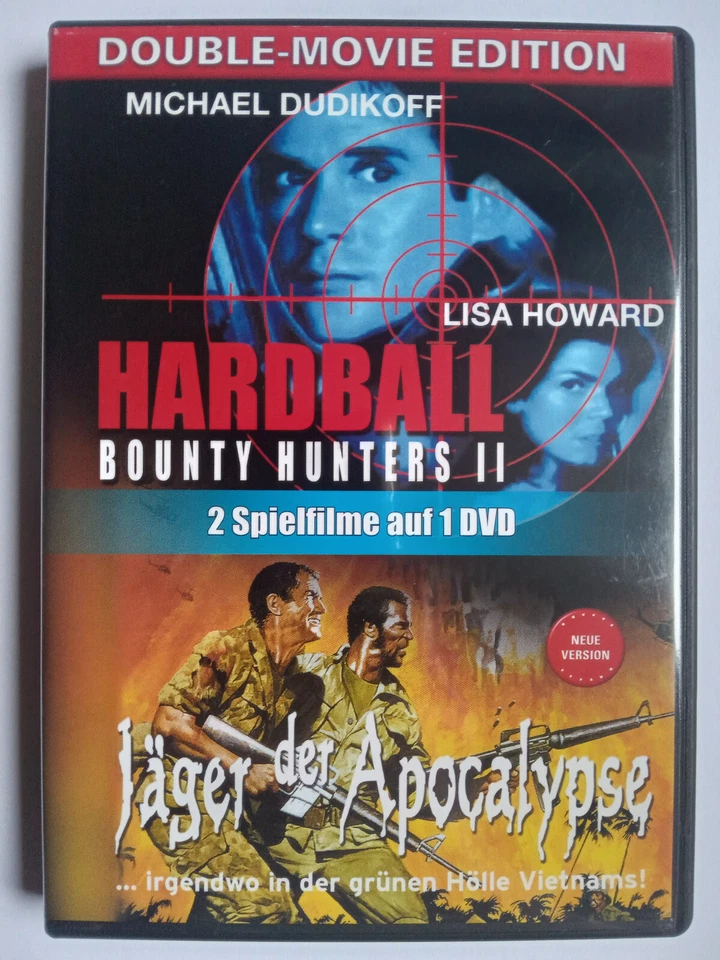 DOUBLE-MOVIE EDITION
MICHAEL DUDIKOFF
LISA HOWARD
HARDBALL
BOUNTY HUNTERS II
2 Spielfilme auf 1 DVD
NEUE
VERSION
Jäger der Apocalypse
... irgendwo in der grünen Hölle Vietnams!